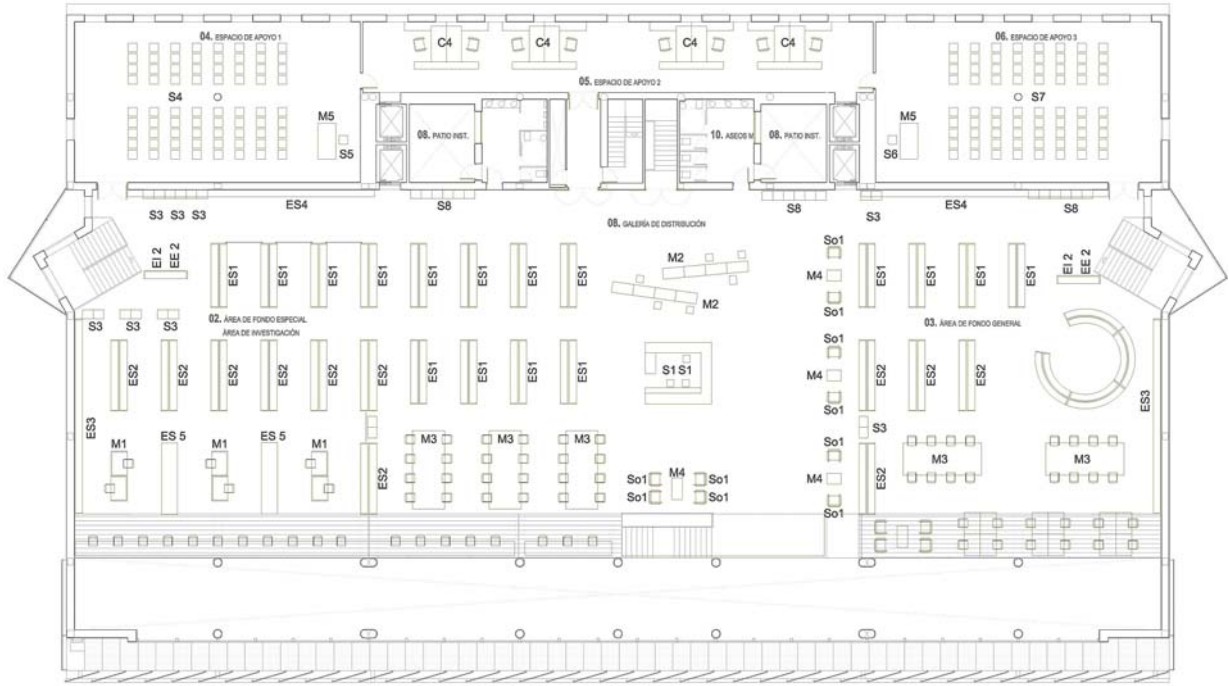 04. ESPACIO DE APOYO 1
C4 C4 C4 C4
06. ESPACIO DE APOYO 3
05. ESPACIO DE APOYO 2
S4
S7
M5
M5
08. PATIO INST.
10. ASEOS M
08. PATIO INST.
S5
S6
S3 S3 S3
ES4
S8
S8
S3
ES4
S8
08. GALERÍA DE DISTRIBUCIÓN
EI 2
EE 2
ES1 ES1 ES1 ES1 ES1 ES1 ES1 ES1
M2
M2
So1
M4
So1
ES1 ES1 ES1 ES1
EI 2
EE 2
S3 S3 S3
02. ÁREA DE FONDO ESPECIAL
ÁREA DE INVESTIGACIÓN
03. ÁREA DE FONDO GENERAL
ES2 ES2 ES2 ES2 ES2 ES2 ES1 ES1 ES1 ES1
S1 S1
So1
M4
So1
ES2 ES2 ES2
ES3
ES3
M1 ES 5 M1 ES 5 M1
ES2
M3 M3 M3
S3
So1
M4
So1
ES2
M3 M3
So1 M4 So1
So1 So1